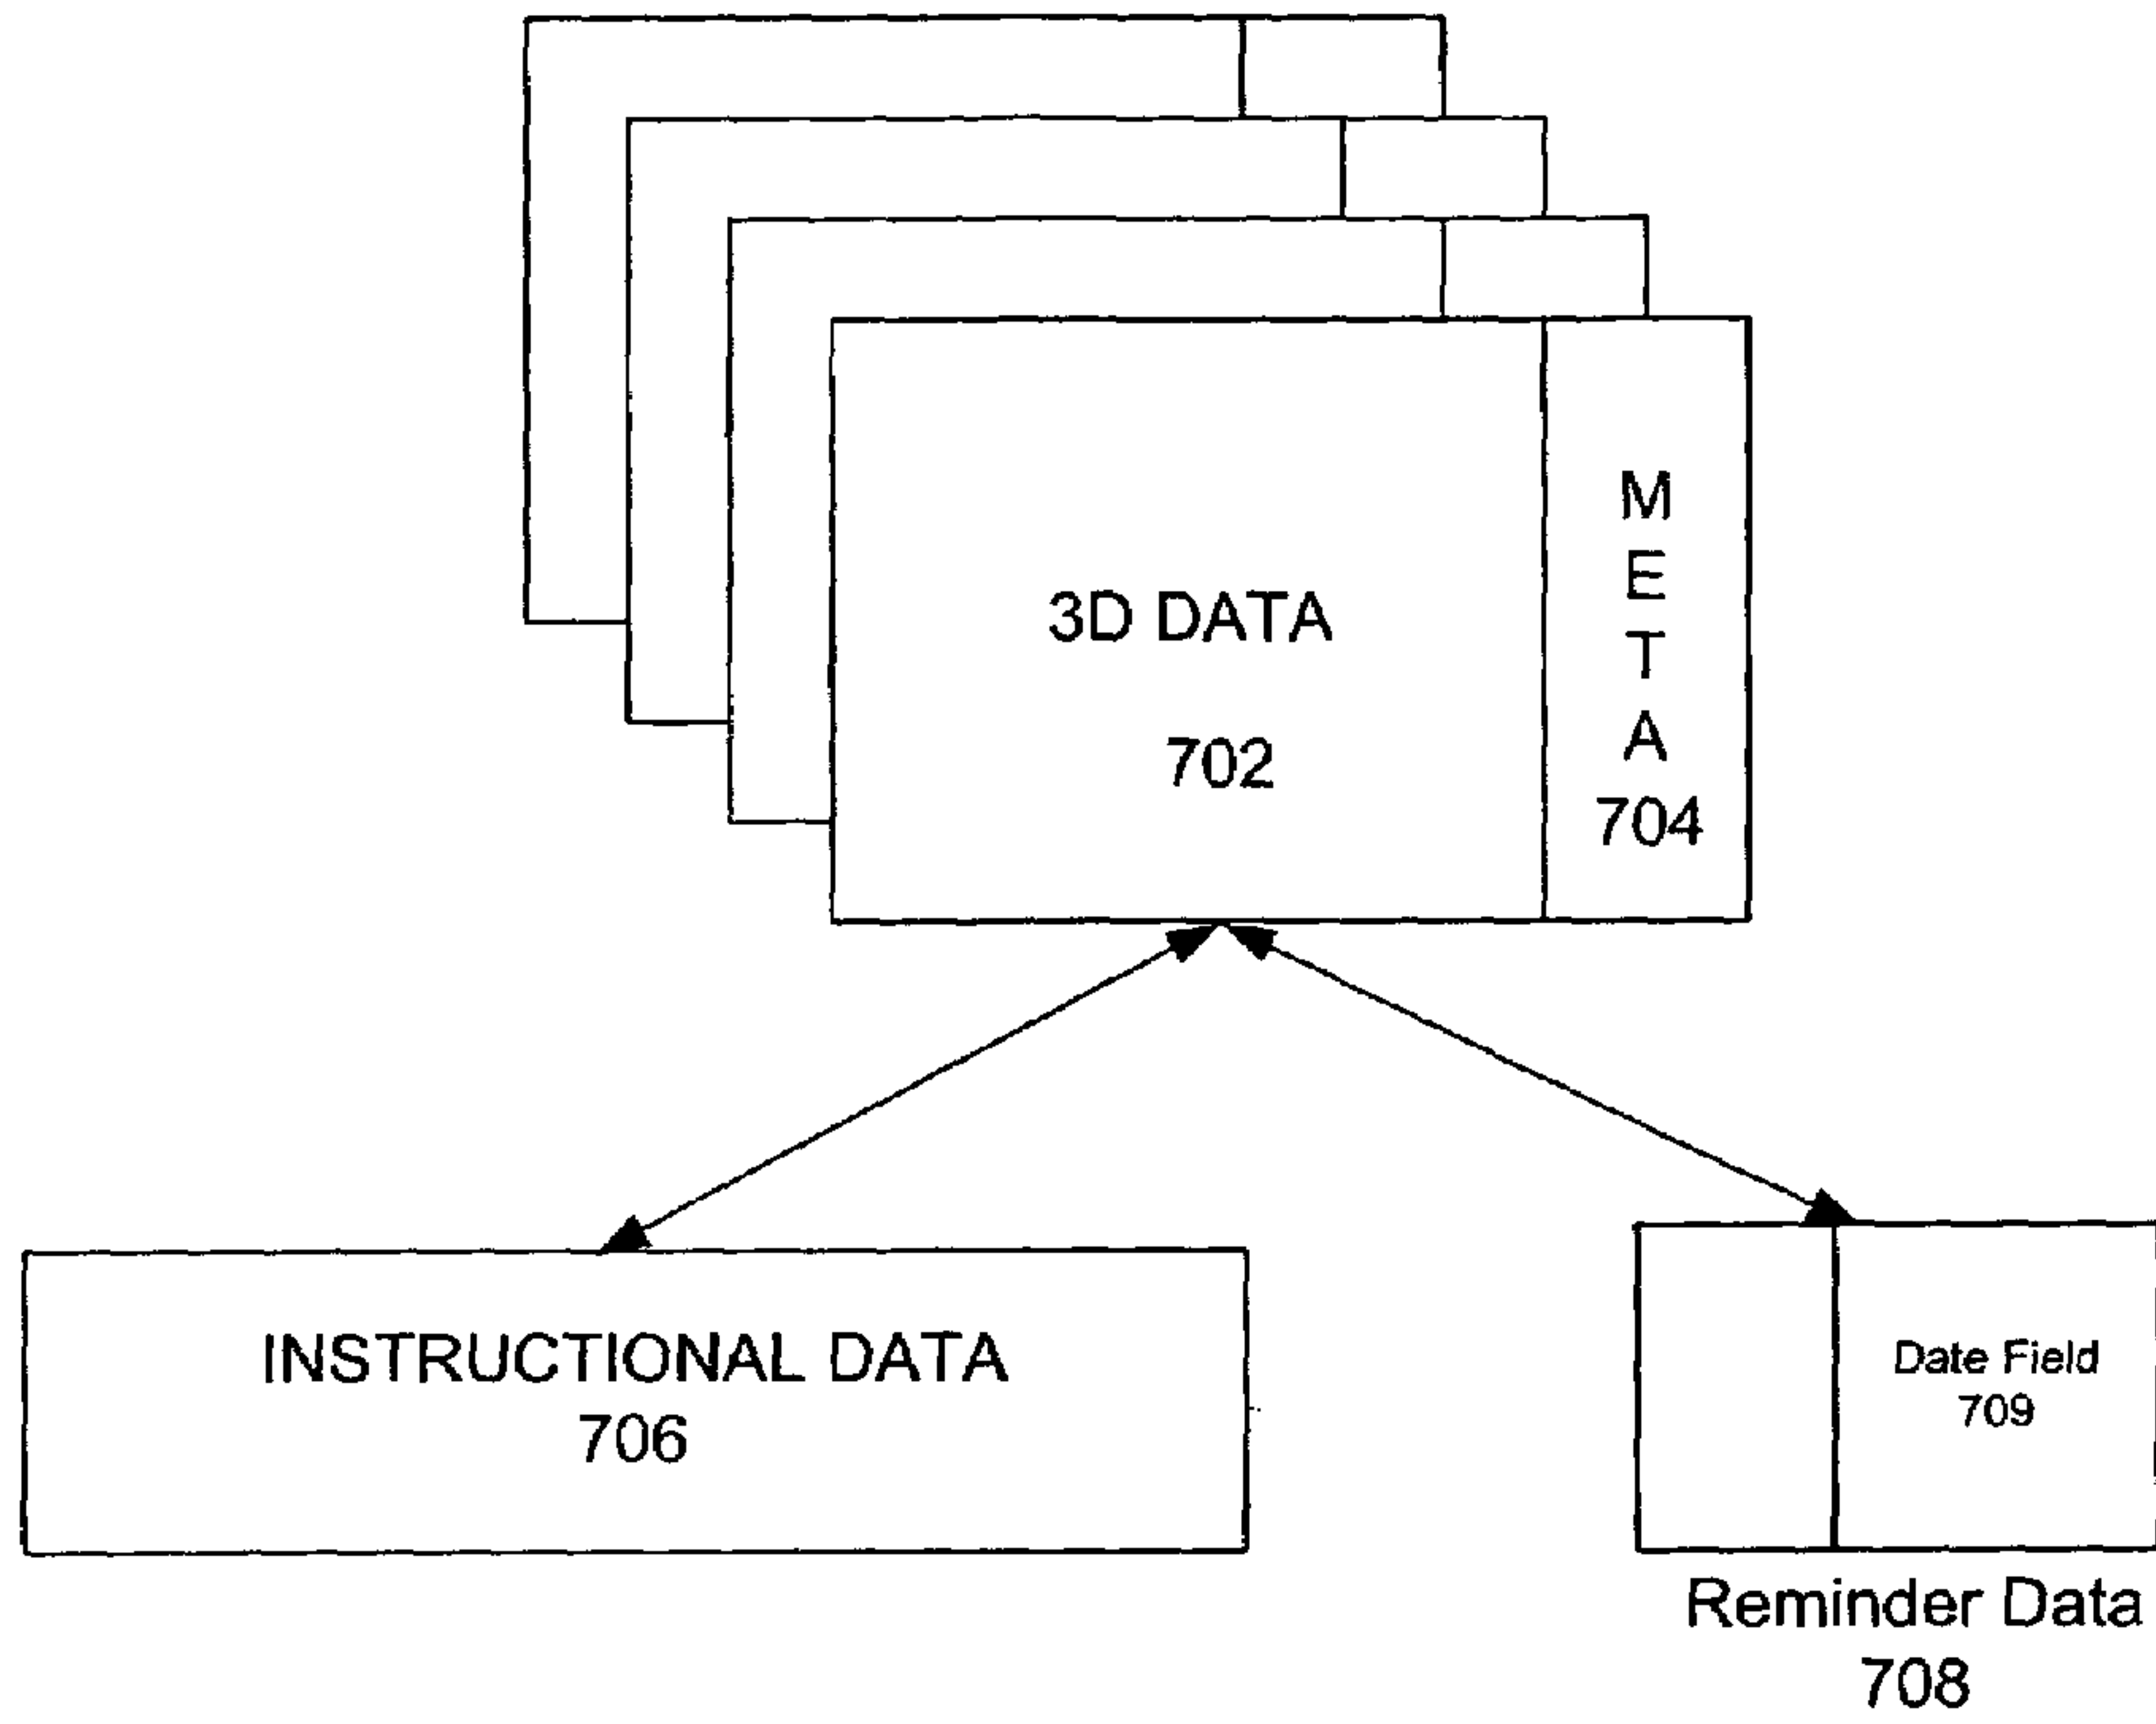 3D DATA
702
M
E
T
A
704
INSTRUCTIONAL DATA
706
Date Field
709
Reminder Data
708